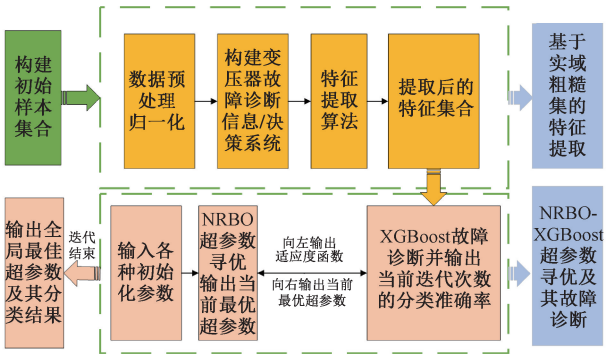 构建
初始
样本
集合
数据预
处理
归一化
构建变
压器故
障诊断
信息/决
策系统
特征
提取
算法
提取后的
特征集合
基于
实域
粗糙
集的
特征
提取
输出全
局最佳
超参数
及其分
类结果
迭代
结束
输入各
种初始
化参数
NRBO
超参数
寻优
输出当
前最优
超参数
向左输出
适应度函数
向右输出当前
最优超参数
XGBoost故障
诊断并输出
当前迭代次数
的分类准确率
NRBO-
XGBoost
超参数
寻优及
其故障
诊断